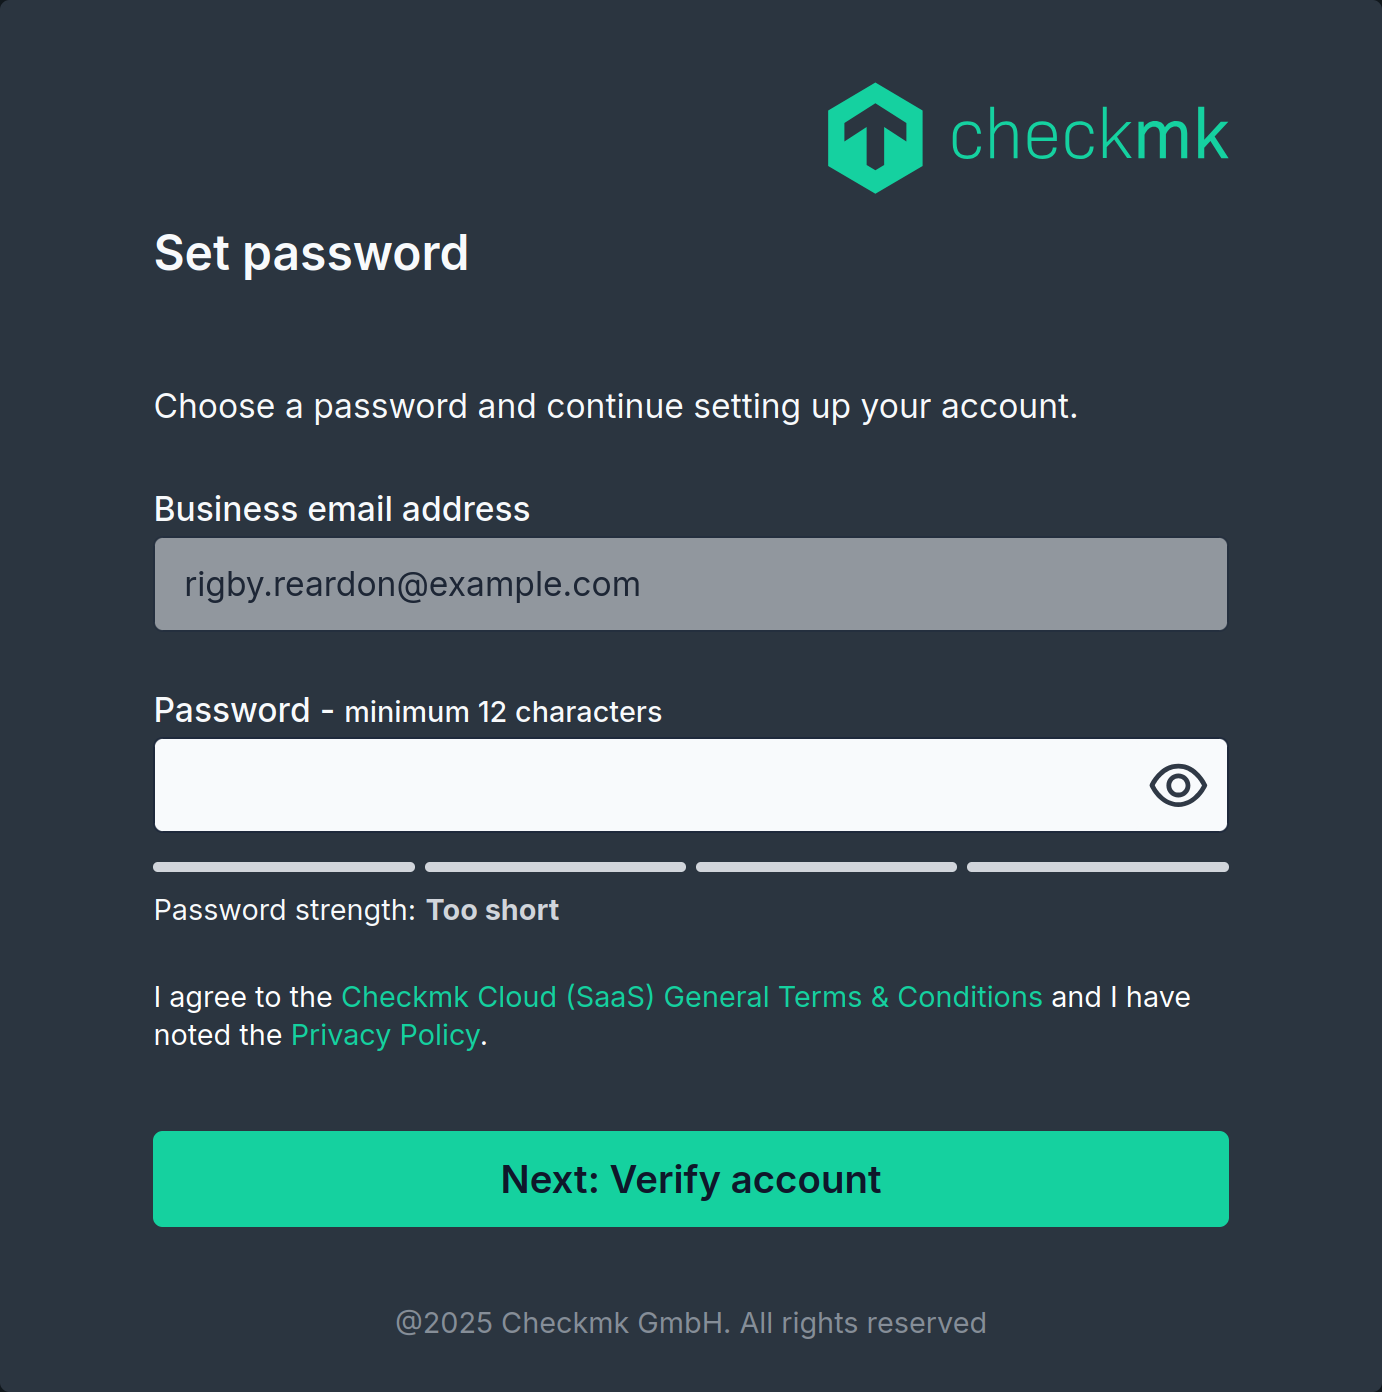 checkmk
Set password
Choose a password and continue setting up your account.
Business email address
rigby.reardon@example.com
Password - minimum 12 characters
Password strength: Too short
I agree to the Checkmk Cloud (SaaS) General Terms & Conditions and I have
noted the Privacy Policy.
Next: Verify account
@2025 Checkmk GmbH. All rights reserved